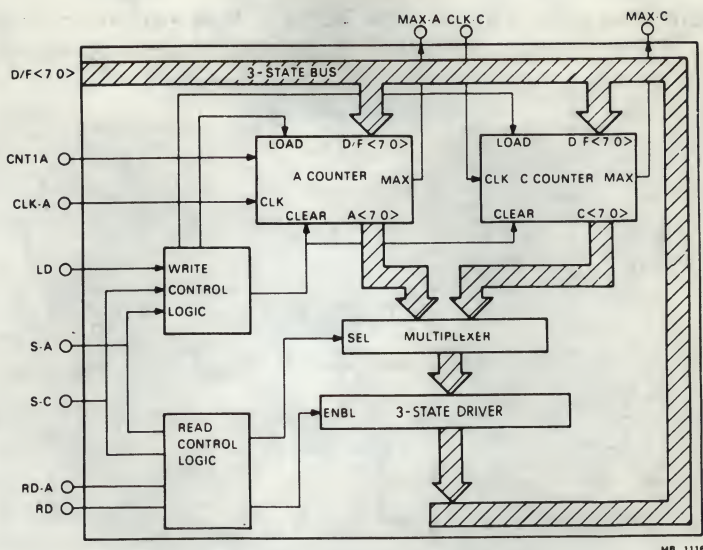 MAX-A CLK-C
MAX-C
D/F<7 0>
3-STATE BUS
LOAD D/F<7 0>
LOAD D F<7 0>
CNT1A
A COUNTER
MAX
CLK C COUNTER MAX
CLK-A
CLK
CLEAR A<7 0>
CLEAR C<7 0>
LD
WRITE
CONTROL
LOGIC
S-A
SEL MULTIPLEXER
S-C
ENBL 3-STATE DRIVER
READ
CONTROL
LOGIC
RD-A
RD